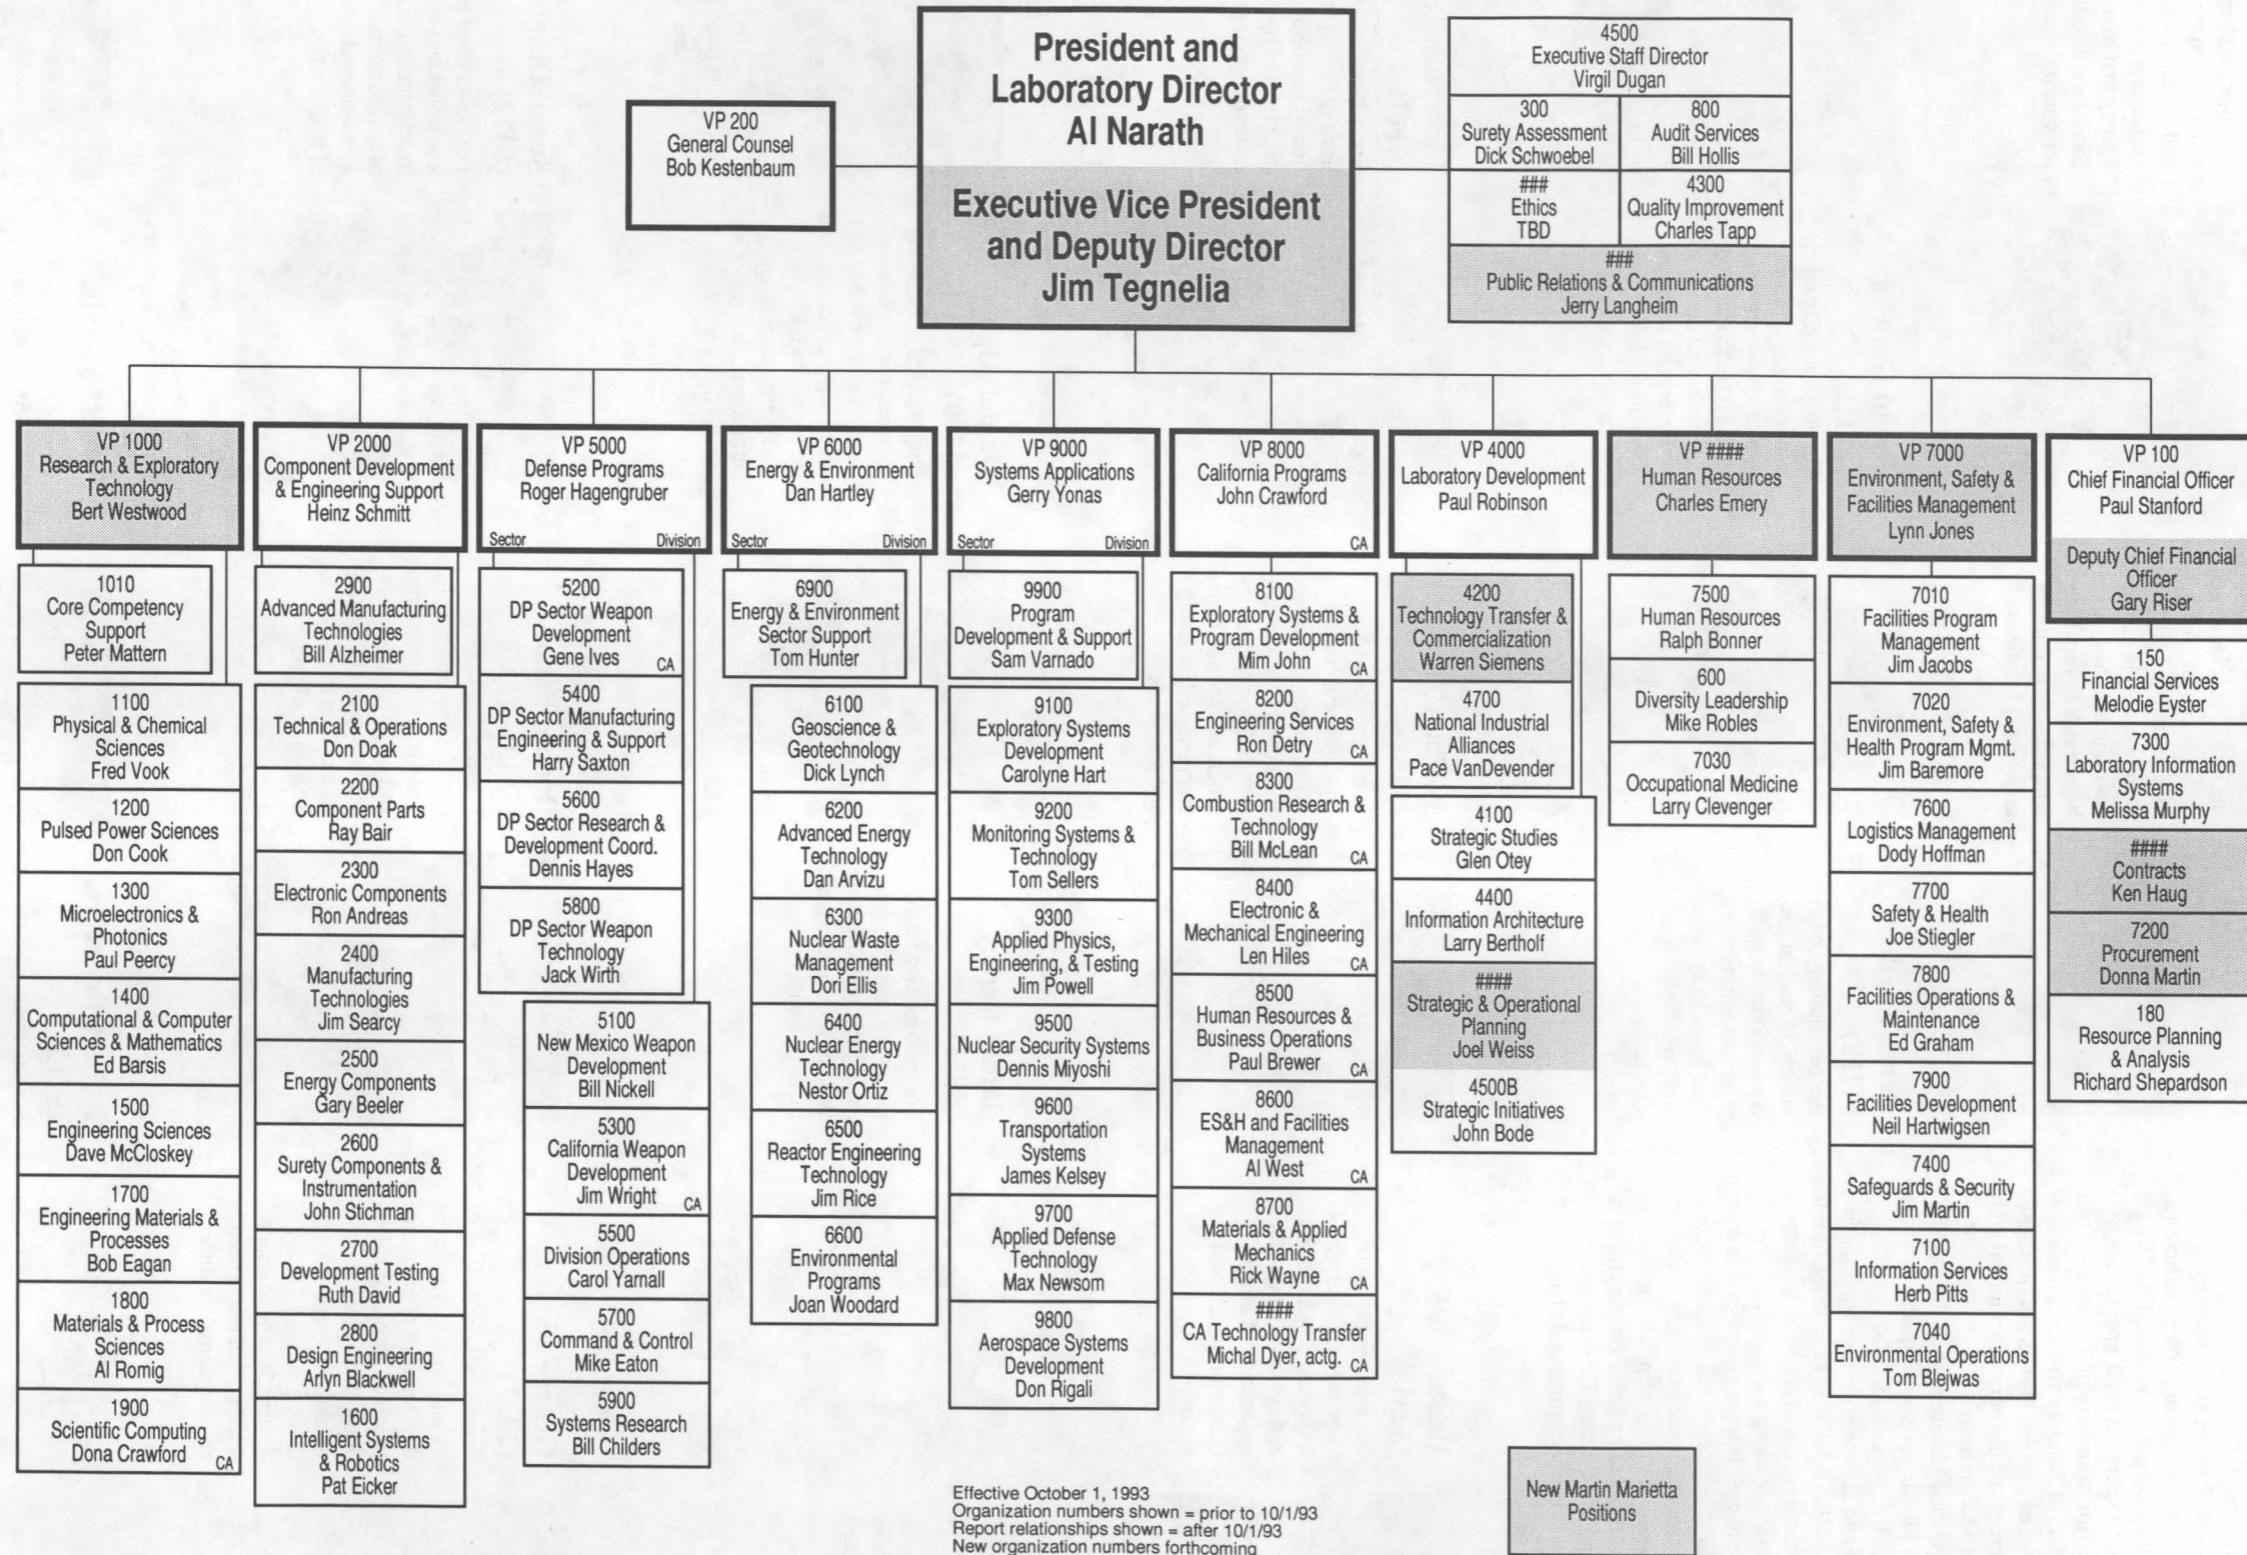 President and
Laboratory Director
Al Narath
Executive Vice President
and Deputy Director
Jim Tegnelia
VP 200
General Counsel
Bob Kestenbaum
4500
Executive Staff Director
Virgil Dugan
300
Surety Assessment
Dick Schwoebel
800
Audit Services
Bill Hollis
###
Ethics
TBD
4300
Quality Improvement
Charles Tapp
###
Public Relations & Communications
Jerry Langheim
VP 1000
Research & Exploratory
Technology
Bert Westwood
1010
Core Competency
Support
Peter Mattern
1100
Physical & Chemical
Sciences
Fred Vook
1200
Pulsed Power Sciences
Don Cook
1300
Microelectronics &
Photonics
Paul Peercy
1400
Computational & Computer
Sciences & Mathematics
Ed Barsis
1500
Engineering Sciences
Dave McCloskey
1700
Engineering Materials &
Processes
Bob Eagan
1800
Materials & Process
Sciences
Al Romig
1900
Scientific Computing
Dona Crawford CA
VP 2000
Component Development
& Engineering Support
Heinz Schmitt
2900
Advanced Manufacturing
Technologies
Bill Alzheimer
2100
Technical & Operations
Don Doak
2200
Component Parts
Ray Bair
2300
Electronic Components
Ron Andreas
2400
Manufacturing
Technologies
Jim Searcy
2500
Energy Components
Gary Beeler
2600
Surety Components &
Instrumentation
John Stichman
2700
Development Testing
Ruth David
2800
Design Engineering
Arlyn Blackwell
1600
Intelligent Systems
& Robotics
Pat Eicker
VP 5000
Defense Programs
Roger Hagengruber
Sector Division
5200
DP Sector Weapon
Development
Gene Ives CA
5400
DP Sector Manufacturing
Engineering & Support
Harry Saxton
5600
DP Sector Research &
Development Coord.
Dennis Hayes
5800
DP Sector Weapon
Technology
Jack Wirth
5100
New Mexico Weapon
Development
Bill Nickell
5300
California Weapon
Development
Jim Wright CA
5500
Division Operations
Carol Yarnall
5700
Command & Control
Mike Eaton
5900
Systems Research
Bill Childers
VP 6000
Energy & Environment
Dan Hartley
Sector Division
6900
Energy & Environment
Sector Support
Tom Hunter
6100
Geoscience &
Geotechnology
Dick Lynch
6200
Advanced Energy
Technology
Dan Arvizu
6300
Nuclear Waste
Management
Dori Ellis
6400
Nuclear Energy
Technology
Nestor Ortiz
6500
Reactor Engineering
Technology
Jim Rice
6600
Environmental
Programs
Joan Woodard
VP 9000
Systems Applications
Gerry Yonas
Sector Division
9900
Program
Development & Support
Sam Varnado
9100
Exploratory Systems
Development
Carolyne Hart
9200
Monitoring Systems &
Technology
Tom Sellers
9300
Applied Physics,
Engineering, & Testing
Jim Powell
9500
Nuclear Security Systems
Dennis Miyoshi
9600
Transportation
Systems
James Kelsey
9700
Applied Defense
Technology
Max Newsom
9800
Aerospace Systems
Development
Don Rigali
VP 8000
California Programs
John Crawford
CA
8100
Exploratory Systems &
Program Development
Mim John CA
8200
Engineering Services
Ron Detry CA
8300
Combustion Research &
Technology
Bill McLean CA
8400
Electronic &
Mechanical Engineering
Len Hiles CA
8500
Human Resources &
Business Operations
Paul Brewer CA
8600
ES&H and Facilities
Management
Al West CA
8700
Materials & Applied
Mechanics
Rick Wayne CA
####
CA Technology Transfer
Michal Dyer, actg. CA
VP 4000
Laboratory Development
Paul Robinson
4200
Technology Transfer &
Commercialization
Warren Siemens
4700
National Industrial
Alliances
Pace VanDevender
4100
Strategic Studies
Glen Otey
4400
Information Architecture
Larry Bertholf
####
Strategic & Operational
Planning
Joel Weiss
4500B
Strategic Initiatives
John Bode
VP ####
Human Resources
Charles Emery
7500
Human Resources
Ralph Bonner
600
Diversity Leadership
Mike Robles
7030
Occupational Medicine
Larry Clevenger
VP 7000
Environment, Safety &
Facilities Management
Lynn Jones
7010
Facilities Program
Management
Jim Jacobs
7020
Environment, Safety &
Health Program Mgmt.
Jim Baremore
7600
Logistics Management
Dody Hoffman
7700
Safety & Health
Joe Stiegler
7800
Facilities Operations &
Maintenance
Ed Graham
7900
Facilities Development
Neil Hartwigsen
7400
Safeguards & Security
Jim Martin
7100
Information Services
Herb Pitts
7040
Environmental Operations
Tom Blejwas
VP 100
Chief Financial Officer
Paul Stanford
Deputy Chief Financial
Officer
Gary Riser
150
Financial Services
Melodie Eyster
7300
Laboratory Information
Systems
Melissa Murphy
####
Contracts
Ken Haug
7200
Procurement
Donna Martin
180
Resource Planning
& Analysis
Richard Shepardson
Effective October 1, 1993
Organization numbers shown = prior to 10/1/93
Report relationships shown = after 10/1/93
New organization numbers forthcoming
New Martin Marietta
Positions